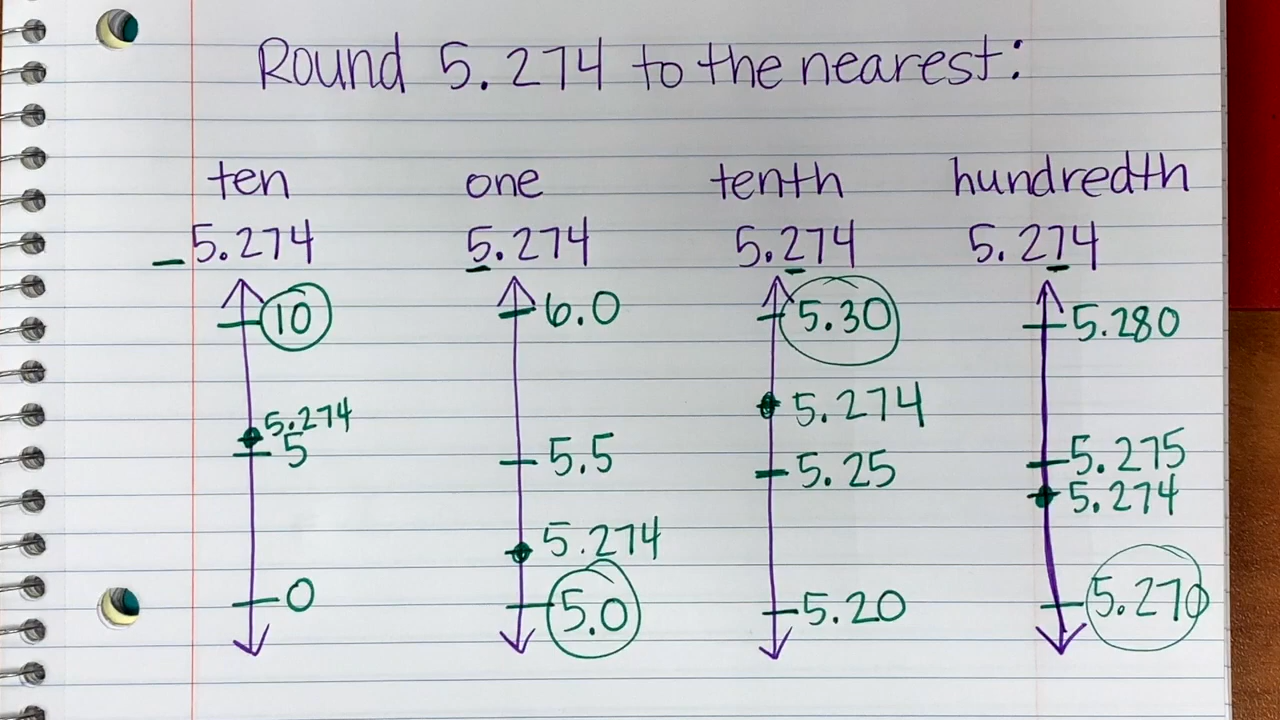 Round 5.274 to the nearest:
ten one tenth hundredth
_5.274 5.274 5.274 5.274
10 6.0 5.30 5.280
5.274 5.274
5 5.5 5.25 5.275
5.274
5.274
0 5.0 5.20 5.270